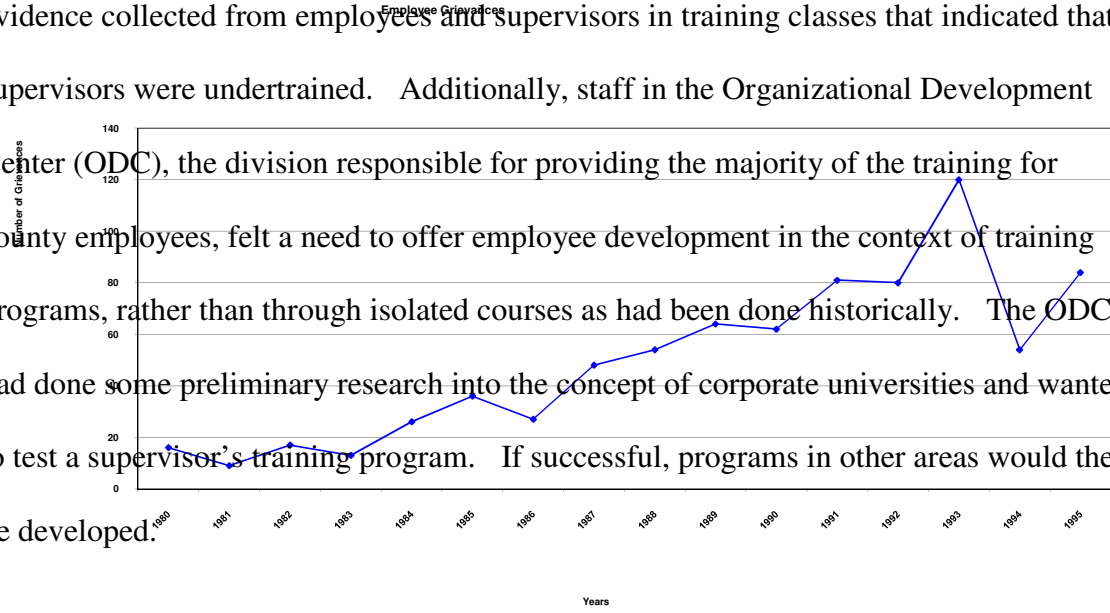 Employee Grievances
vidence collected from employees and supervisors in training classes that indicated that
upervisors were undertrained. Additionally, staff in the Organizational Development
enter (ODC), the division responsible for providing the majority of the training for
ounty employees, felt a need to offer employee development in the context of training
rograms, rather than through isolated courses as had been done historically. The ODC
ad done some preliminary research into the concept of corporate universities and wante
o test a supervisor's training program. If successful, programs in other areas would the
e developed.
Number of Grievances
140
120
100
80
60
40
20
0
1980 1981 1982 1983 1984 1985 1986 1987 1988 1989 1990 1991 1992 1993 1994 1995
Years